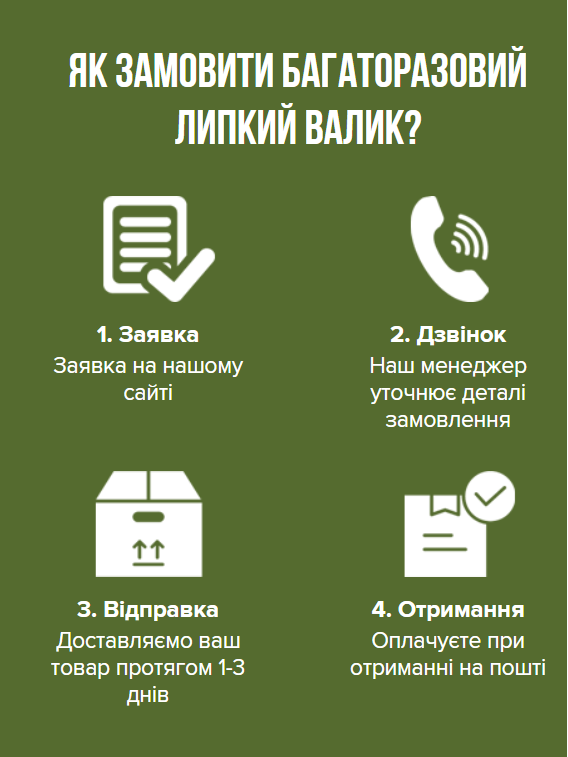 ЯК ЗАМОВИТИ БАГАТОРАЗОВИЙ
ЛИПКИЙ ВАЛИК?
1. Заявка
Заявка на нашому
сайті
2. Дзвінок
Наш менеджер
уточнює деталі
замовлення
3. Відправка
Доставляємо ваш
товар протягом 1-3
днів
4. Отримання
Оплачуєте при
отриманні на пошті